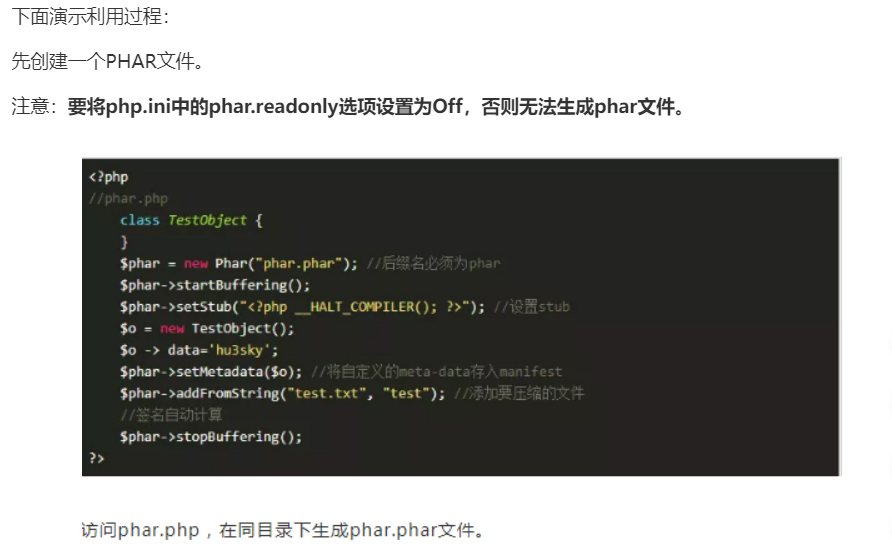 下面演示利用过程：
先创建一个PHAR文件。
注意：要将php.ini中的phar.readonly选项设置为Off，否则无法生成phar文件。
<?php
//phar.php
    class TestObject {
    }
    $phar = new Phar("phar.phar"); //后缀名必须为phar
    $phar->startBuffering();
    $phar->setStub("<?php __HALT_COMPILER(); ?>"); //设置stub
    $o = new TestObject();
    $o -> data='hu3sky';
    $phar->setMetadata($o); //将自定义的meta-data存入manifest
    $phar->addFromString("test.txt", "test"); //添加要压缩的文件
    //签名自动计算
    $phar->stopBuffering();
?>
访问phar.php，在同目录下生成phar.phar文件。